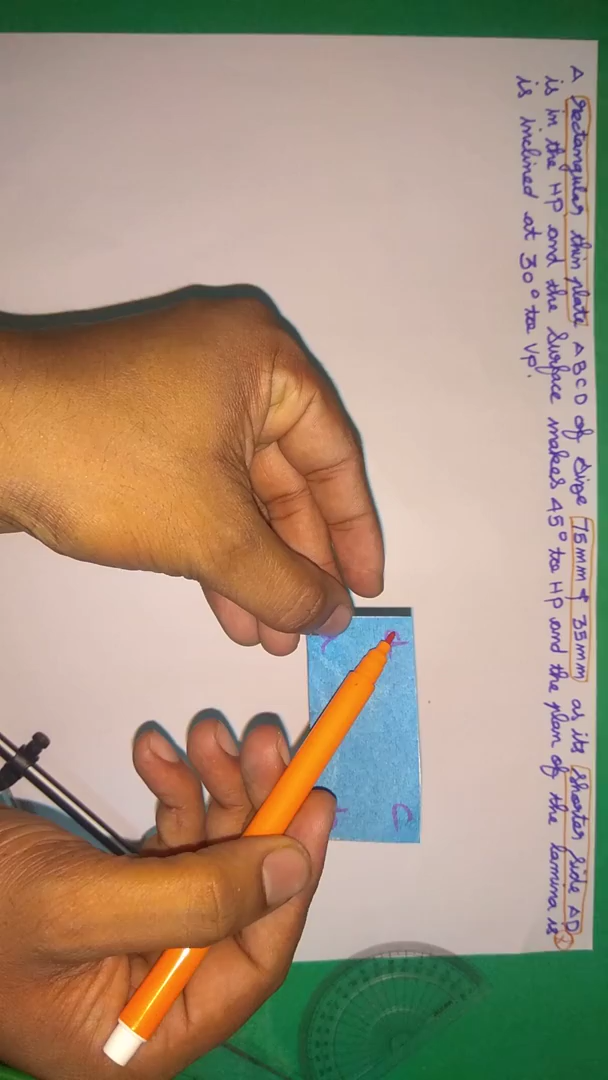 A rectangular thin plate ABCD of size 75mm & 35mm as its shorter side AD
is in the HP and the surface makes 45° to HP and the plan of the lamina is
is inclined at 30° to VP.
C